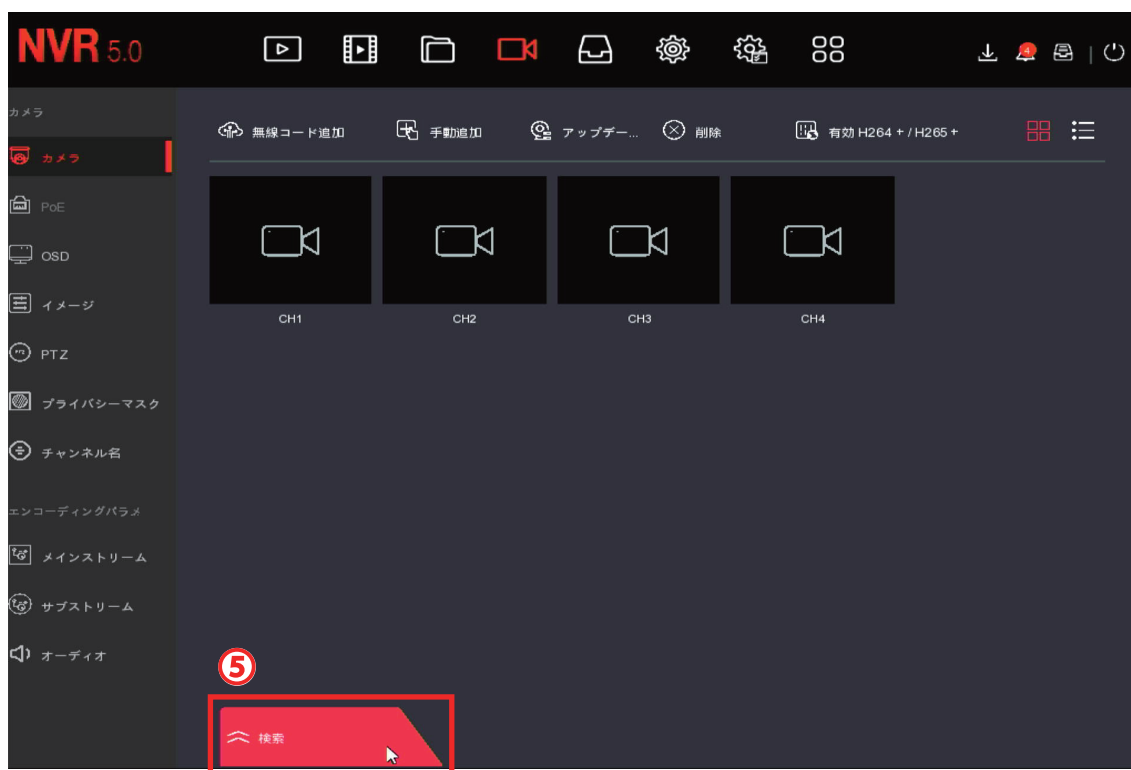 NVR 5.0
4
カメラ
無線コード追加 手動追加 アップデー... 削除 有効 H264 + / H265 +
カメラ
PoE
OSD
イメージ
CH1 CH2 CH3 CH4
PTZ
プライバシーマスク
チャンネル名
エンコーディングパラメ
メインストリーム
サブストリーム
オーディオ
⑤
検索